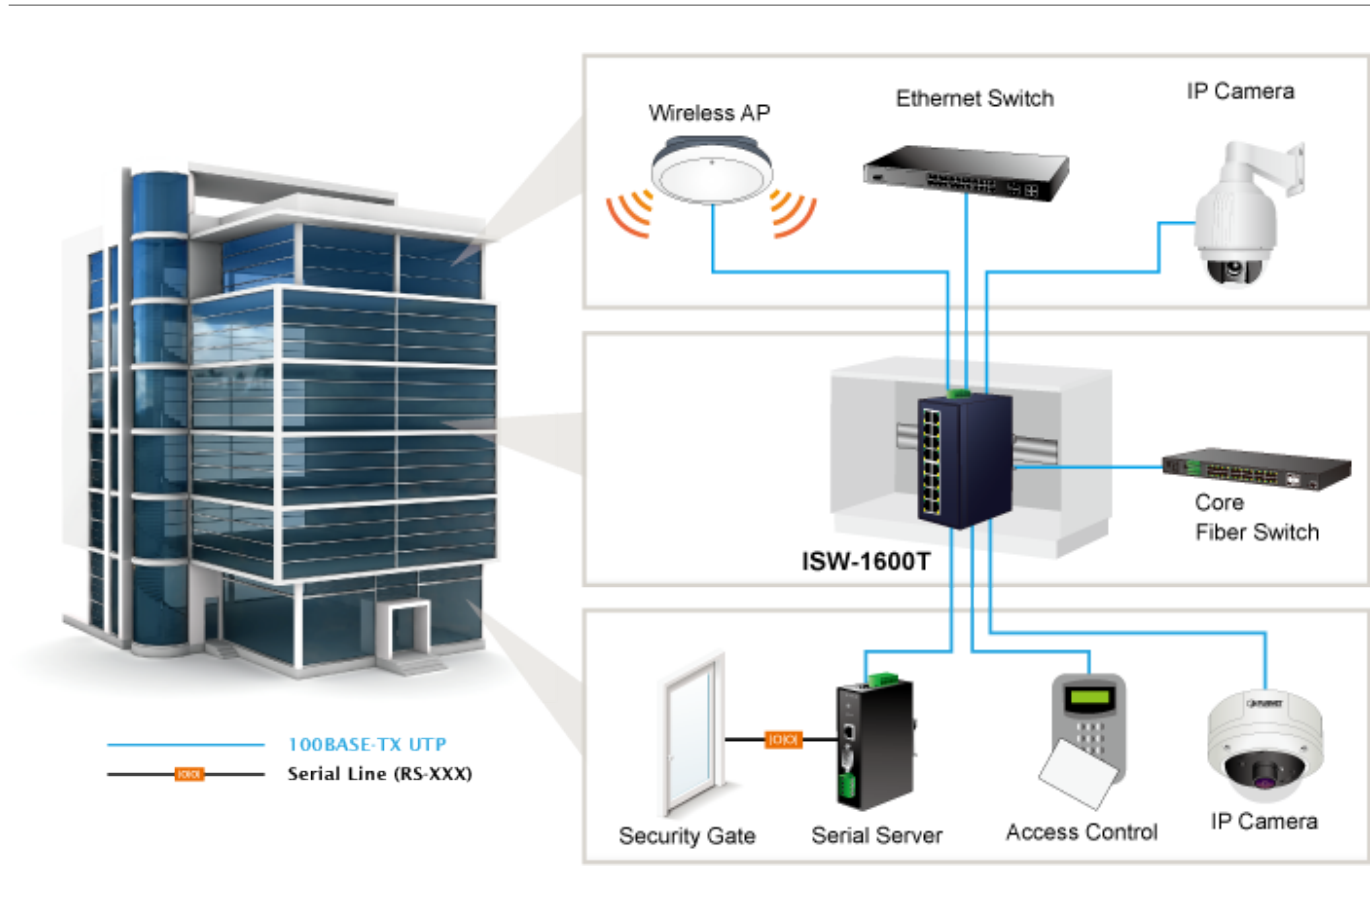 Wireless AP
Ethernet Switch
IP Camera
Core
Fiber Switch
ISW-1600T
100BASE-TX UTP
|O|O|
Serial Line (RS-XXX)
|O|O|
PLANET
Security Gate
Serial Server
Access Control
IP Camera